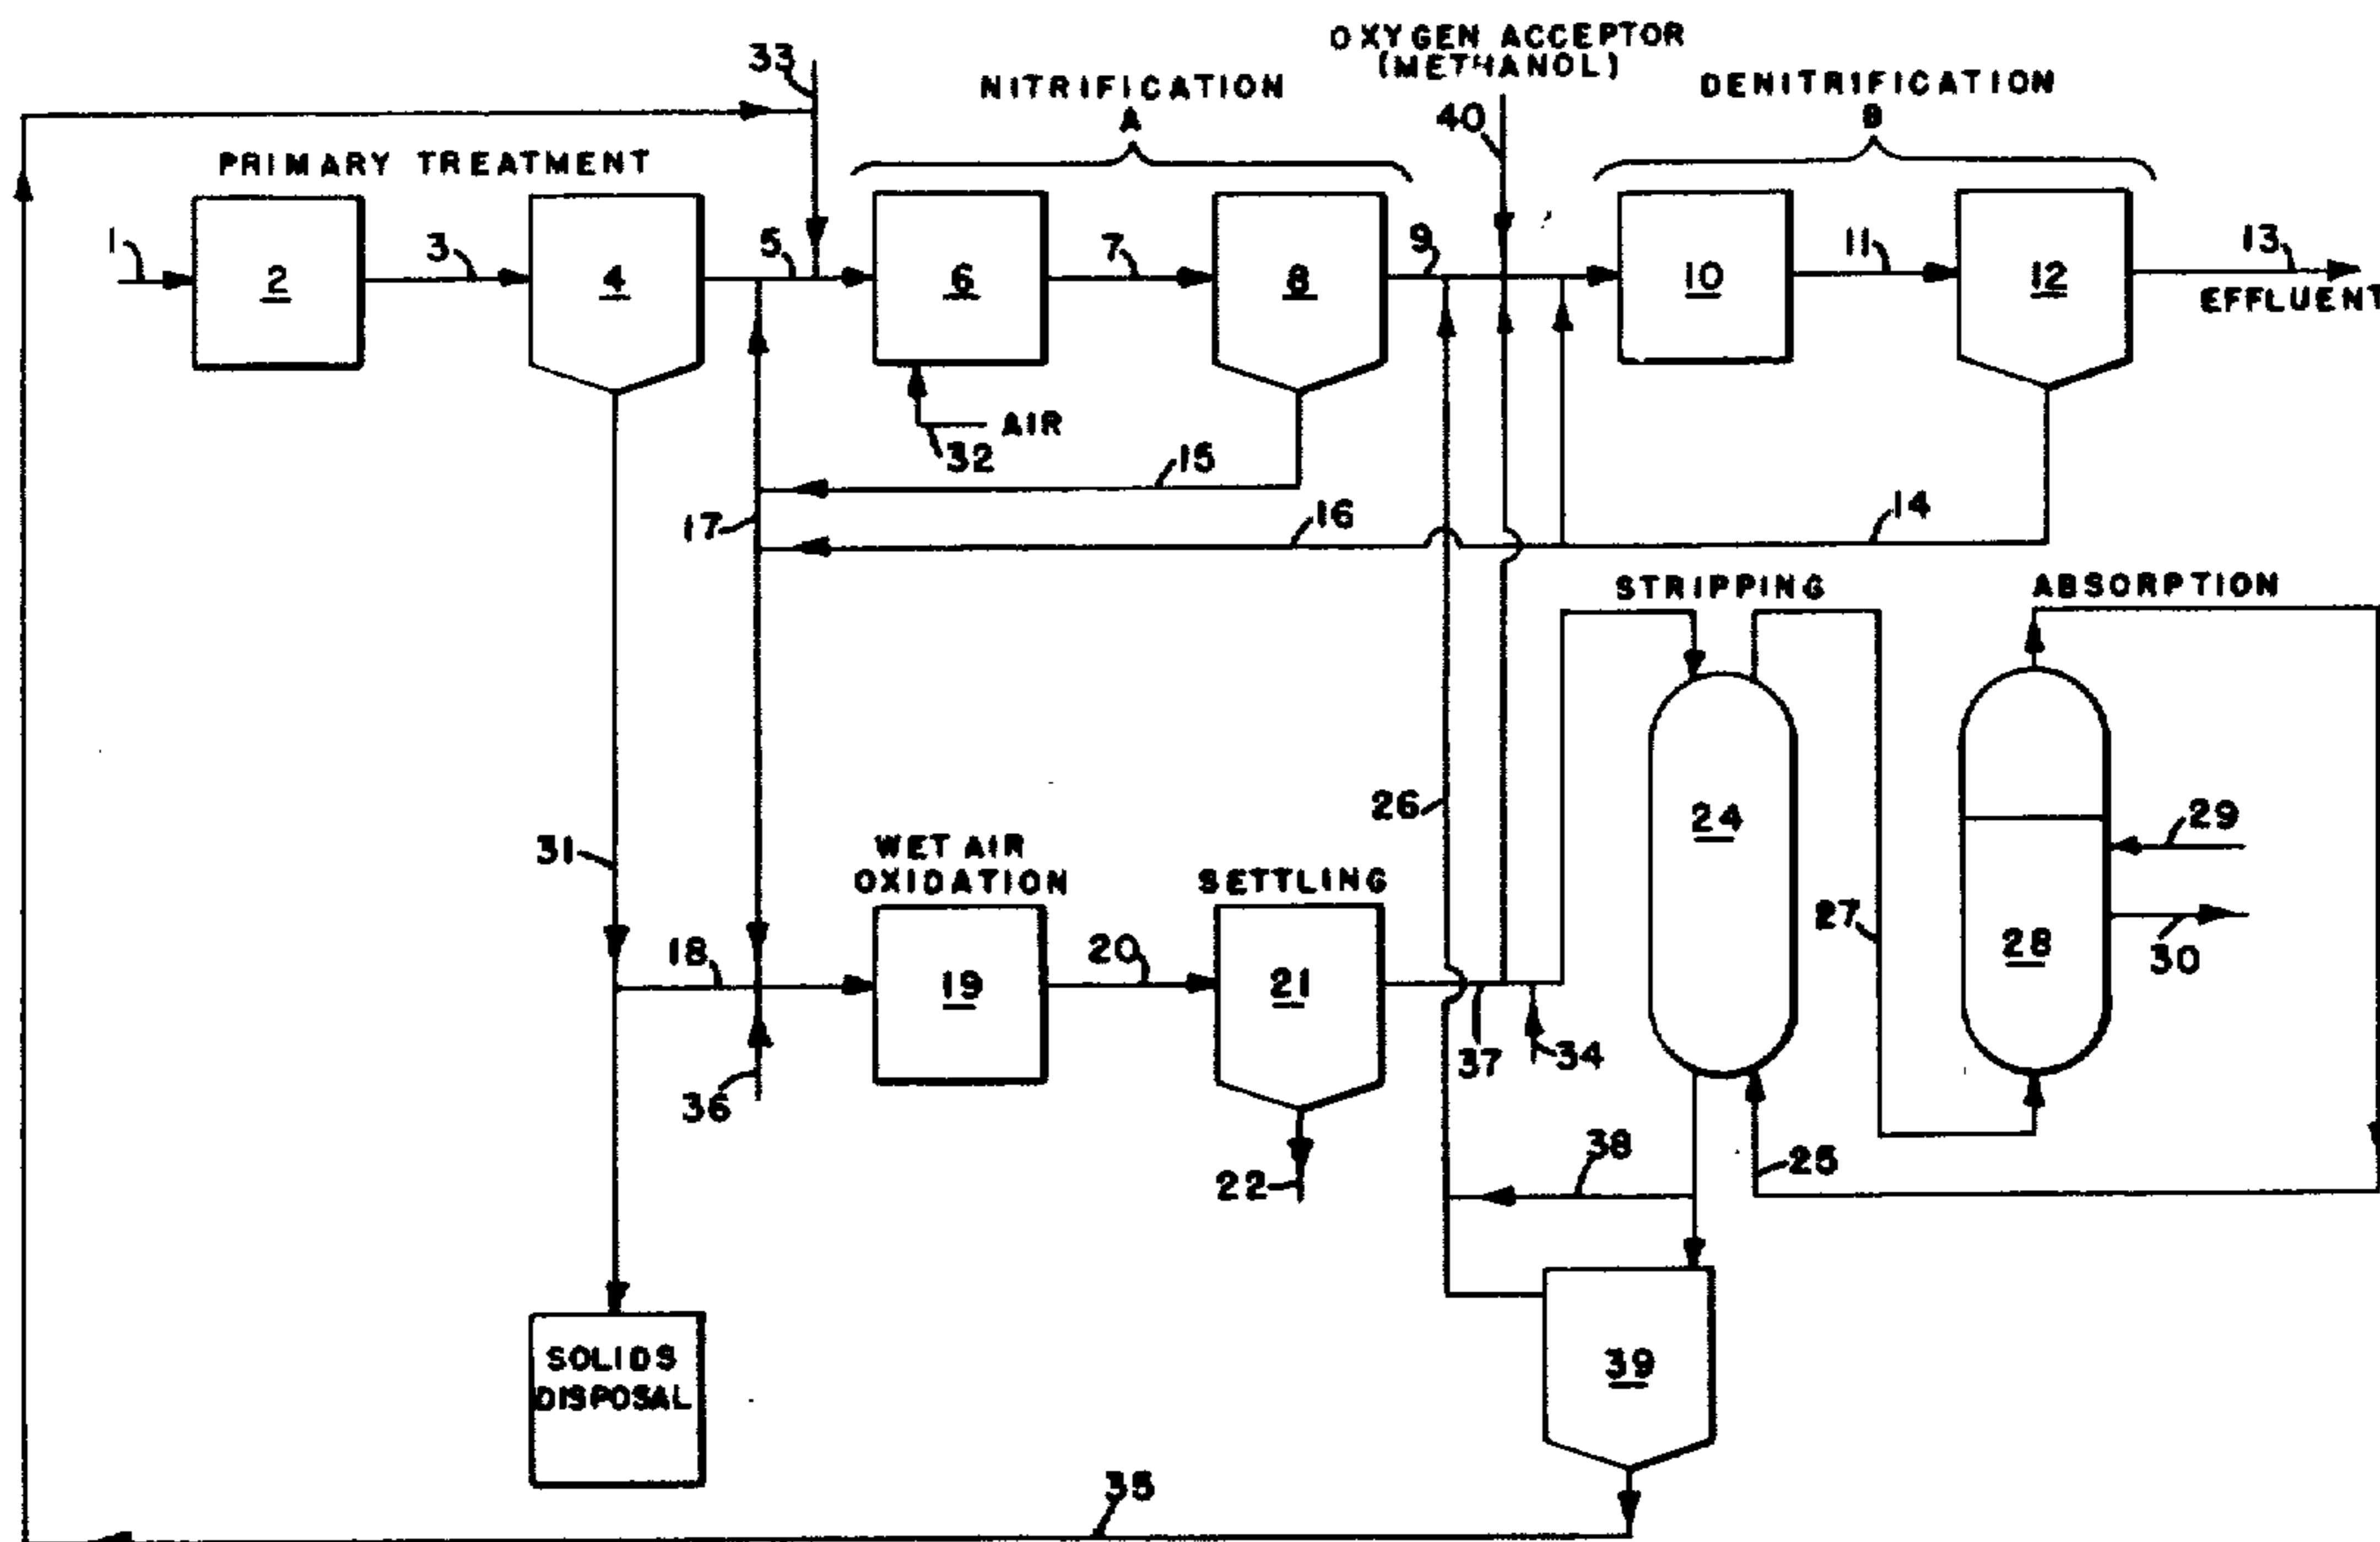 OXYGEN ACCEPTOR
(METHANOL)
33
NITRIFICATION
A
40
DENITRIFICATION
B
PRIMARY TREATMENT
1
2
3
4
5
6
7
8
9
10
11
12
13
EFFLUENT
AIR
32
15
17
16
14
STRIPPING
ABSORPTION
31
26
24
29
WET AIR
OXIDATION
SETTLING
18
19
20
21
27
28
30
36
37
34
22
38
25
SOLIDS
DISPOSAL
39
35